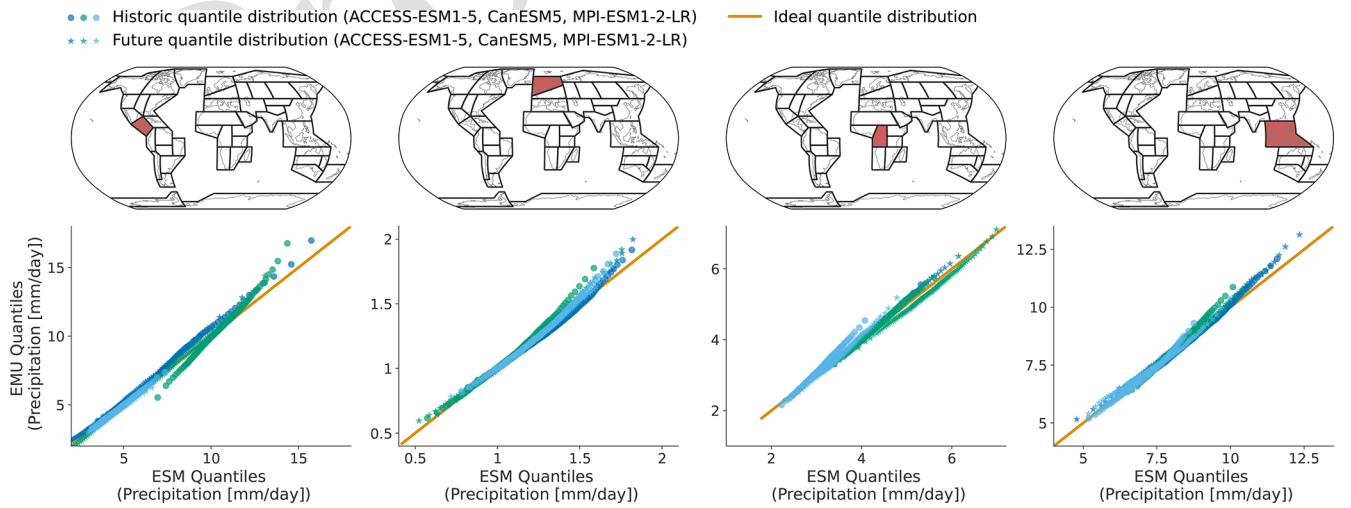 Historic quantile distribution (ACCESS-ESM1-5, CanESM5, MPI-ESM1-2-LR)
Ideal quantile distribution
Future quantile distribution (ACCESS-ESM1-5, CanESM5, MPI-ESM1-2-LR)
EMU Quantiles
(Precipitation [mm/day])
15
10
5
5 10 15
ESM Quantiles
(Precipitation [mm/day])
2
1.5
1
0.5
0.5 1 1.5 2
ESM Quantiles
(Precipitation [mm/day])
6
4
2
2 4 6
ESM Quantiles
(Precipitation [mm/day])
12.5
10
7.5
5
5 7.5 10 12.5
ESM Quantiles
(Precipitation [mm/day])